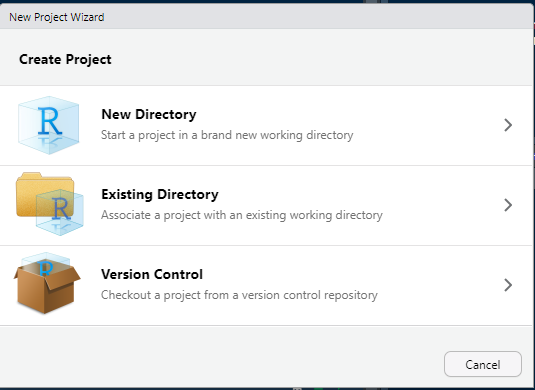 New Project Wizard
Create Project
New Directory
Start a project in a brand new working directory
Existing Directory
Associate a project with an existing working directory
Version Control
Checkout a project from a version control repository
Cancel